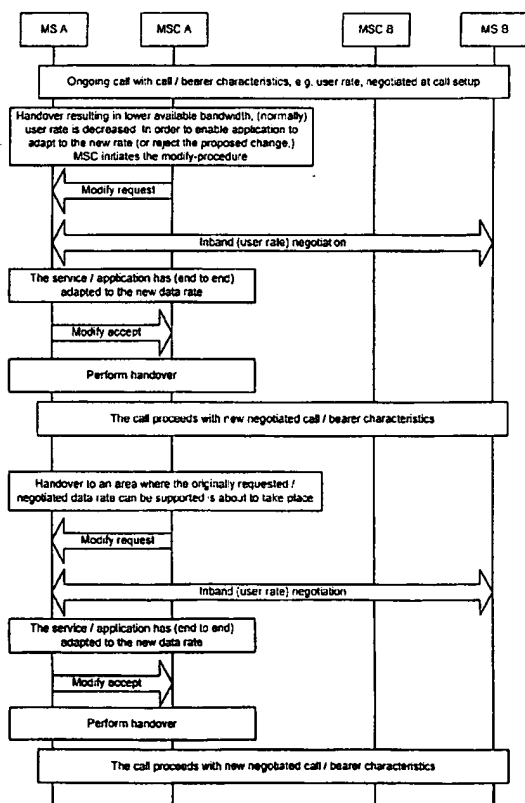 MS A
MSC A
MSC B
MS B
Ongoing call with call / bearer characteristics, e.g. user rate, negotiated at call setup
Handover resulting in lower available bandwidth, (normally)
user rate is decreased. In order to enable application to
adapt to the new rate (or reject the proposed change,)
MSC initiates the modify-procedure
Modify request
Inband (user rate) negotiation
The service / application has (end to end)
adapted to the new data rate
Modify accept
Perform handover
The call proceeds with new negotiated call / bearer characteristics
Handover to an area where the originally requested /
negotiated data rate can be supported is about to take place
Modify request
Inband (user rate) negotiation
The service / application has (end to end)
adapted to the new data rate
Modify accept
Perform handover
The call proceeds with new negotiated call / bearer characteristics